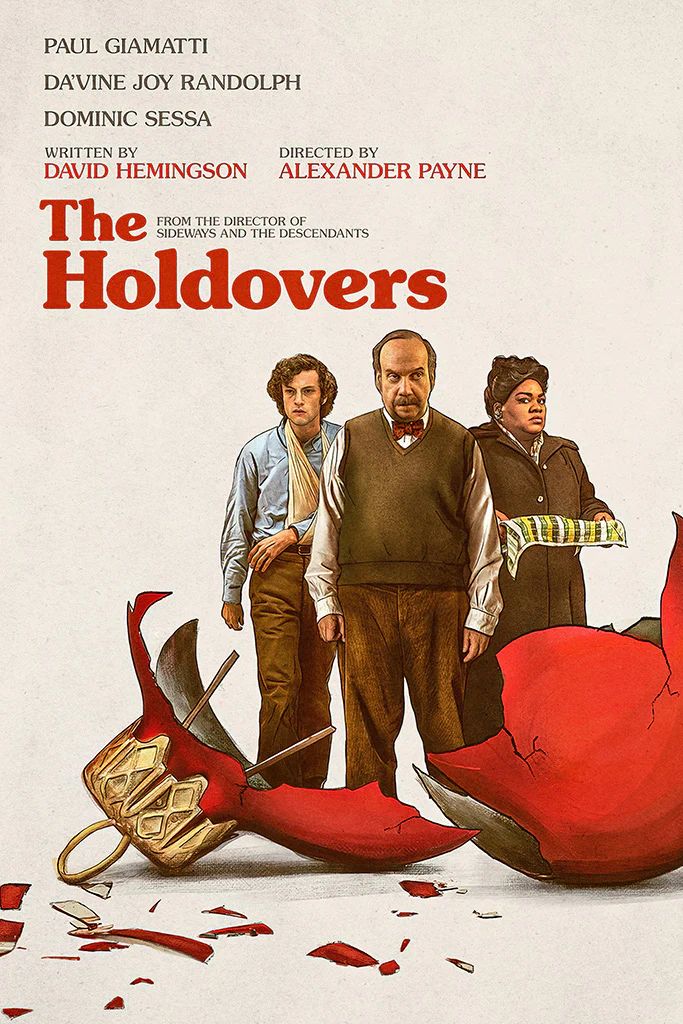 PAUL GIAMATTI
DA'VINE JOY RANDOLPH
DOMINIC SESSA
WRITTEN BY
DAVID HEMINGSON
DIRECTED BY
ALEXANDER PAYNE
The
FROM THE DIRECTOR OF
SIDEWAYS AND THE DESCENDANTS
Holdovers